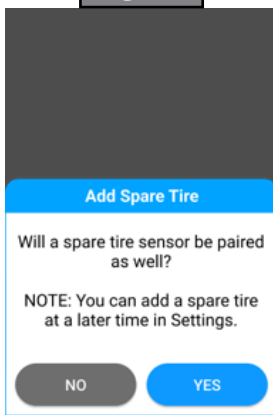 Add Spare Tire
Will a spare tire sensor be paired
as well?
NOTE: You can add a spare tire
at a later time in Settings.
NO
YES